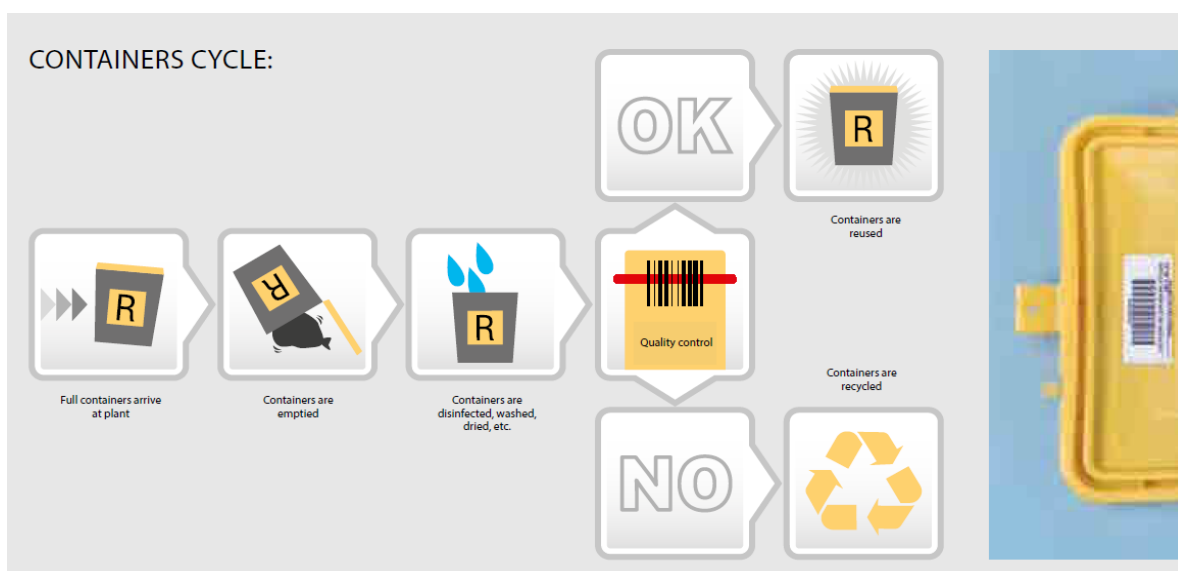 CONTAINERS CYCLE:
OK
R
Containers are
reused
R
Full containers arrive
at plant
R
Containers are
emptied
R
Containers are
disinfected, washed,
dried, etc.
Quality control
NO
Containers are
recycled